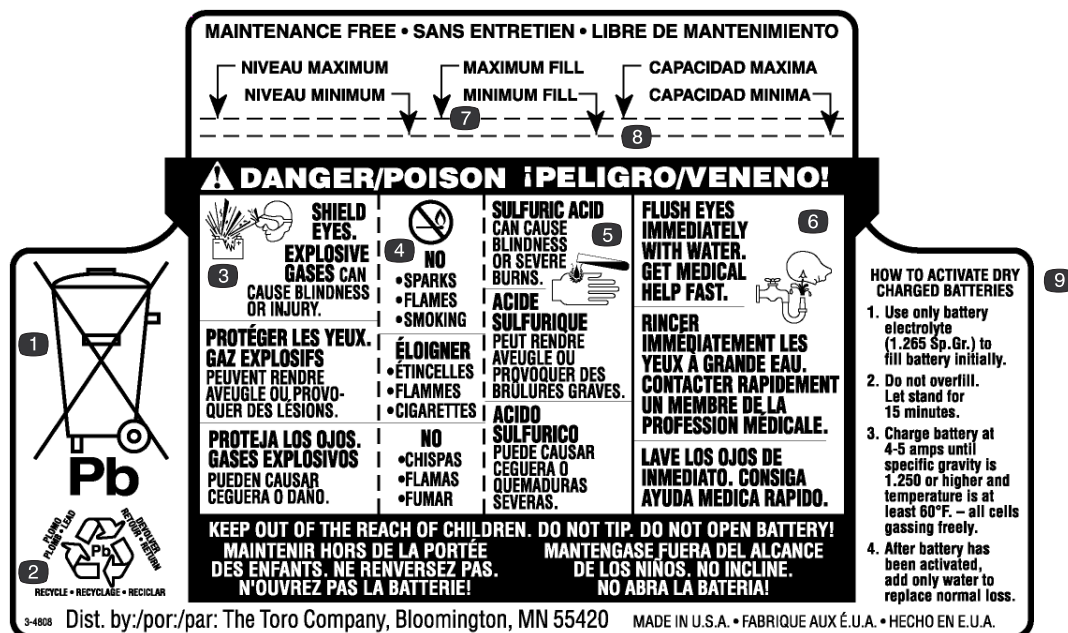 MAINTENANCE FREE • SANS ENTRETIEN • LIBRE DE MANTENIMIENTO
NIVEAU MAXIMUM
NIVEAU MINIMUM
MAXIMUM FILL
MINIMUM FILL
CAPACIDAD MAXIMA
CAPACIDAD MINIMA
7
8
DANGER/POISON ¡PELIGRO/VENENO!
SHIELD
EYES.
EXPLOSIVE
GASES CAN
CAUSE BLINDNESS
OR INJURY.
3
PROTÉGER LES YEUX.
GAZ EXPLOSIFS
PEUVENT RENDRE
AVEUGLE OU PROVO-
QUER DES LÉSIONS.
PROTEJA LOS OJOS.
GASES EXPLOSIVOS
PUEDEN CAUSAR
CEGUERA O DAÑO.
4
NO
•SPARKS
•FLAMES
•SMOKING
ÉLOIGNER
•ÉTINCELLES
•FLAMMES
•CIGARETTES
NO
•CHISPAS
•FLAMAS
•FUMAR
SULFURIC ACID
CAN CAUSE
BLINDNESS
OR SEVERE
BURNS.
5
ACIDE
SULFURIQUE
PEUT RENDRE
AVEUGLE OU
PROVOQUER DES
BRÛLURES GRAVES.
ACIDO
SULFURICO
PUEDE CAUSAR
CEGUERA O
QUEMADURAS
SEVERAS.
FLUSH EYES
IMMEDIATELY
WITH WATER.
GET MEDICAL
HELP FAST.
6
RINCER
IMMÉDIATEMENT LES
YEUX À GRANDE EAU.
CONTACTER RAPIDEMENT
UN MEMBRE DE LA
PROFESSION MÉDICALE.
LAVE LOS OJOS DE
INMEDIATO. CONSIGA
AYUDA MEDICA RAPIDO.
KEEP OUT OF THE REACH OF CHILDREN. DO NOT TIP. DO NOT OPEN BATTERY!
MAINTENIR HORS DE LA PORTÉE
DES ENFANTS. NE RENVERSEZ PAS.
N'OUVREZ PAS LA BATTERIE!
MANTENGASE FUERA DEL ALCANCE
DE LOS NIÑOS. NO INCLINE.
NO ABRA LA BATERIA!
1
Pb
2
PLOMO
PLOMB • LEAD
DEVOLVER
RETOUR • RETURN
Pb
RECYCLE • RECYCLAGE • RECICLAR
9
HOW TO ACTIVATE DRY
CHARGED BATTERIES
1. Use only battery
electrolyte
(1.265 Sp.Gr.) to
fill battery initially.
2. Do not overfill.
Let stand for
15 minutes.
3. Charge battery at
4-5 amps until
specific gravity is
1.250 or higher and
temperature is at
least 60°F. – all cells
gassing freely.
4. After battery has
been activated,
add only water to
replace normal loss.
3-4808 Dist. by:/por:/par: The Toro Company, Bloomington, MN 55420 MADE IN U.S.A. • FABRIQUE AUX É.U.A. • HECHO EN E.U.A.